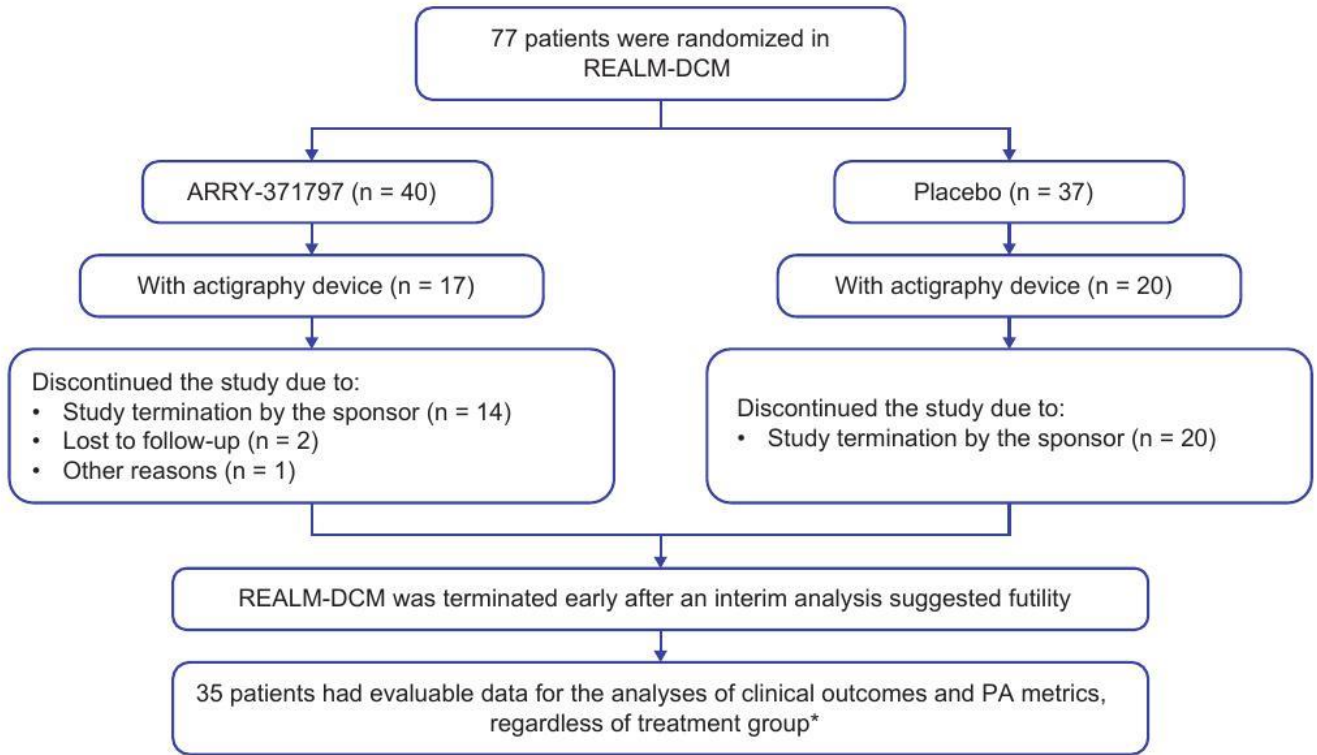 77 patients were randomized in
REALM-DCM
ARRY-371797 (n = 40)
Placebo (n = 37)
With actigraphy device (n = 17)
With actigraphy device (n = 20)
Discontinued the study due to:
• Study termination by the sponsor (n = 14)
• Lost to follow-up (n = 2)
• Other reasons (n = 1)
Discontinued the study due to:
• Study termination by the sponsor (n = 20)
REALM-DCM was terminated early after an interim analysis suggested futility
35 patients had evaluable data for the analyses of clinical outcomes and PA metrics,
regardless of treatment group*